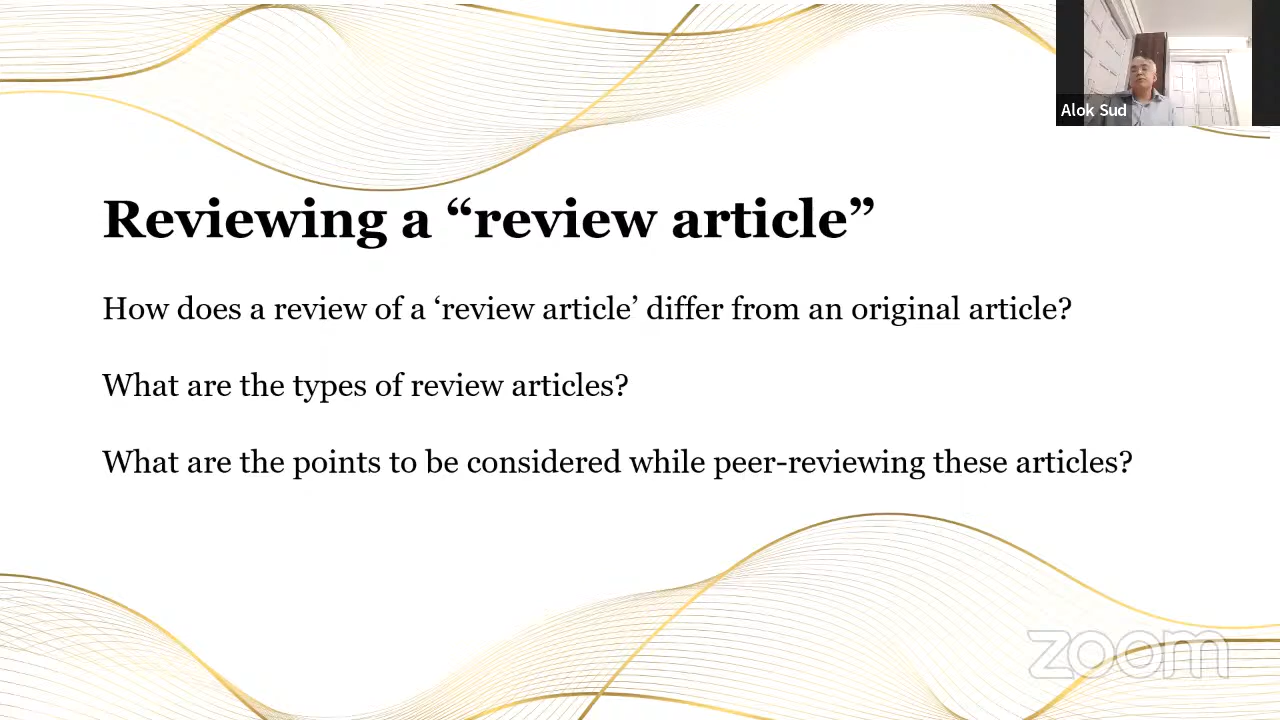 Alok Sud
Reviewing a “review article”
How does a review of a ‘review article’ differ from an original article?
What are the types of review articles?
What are the points to be considered while peer-reviewing these articles?
zoom